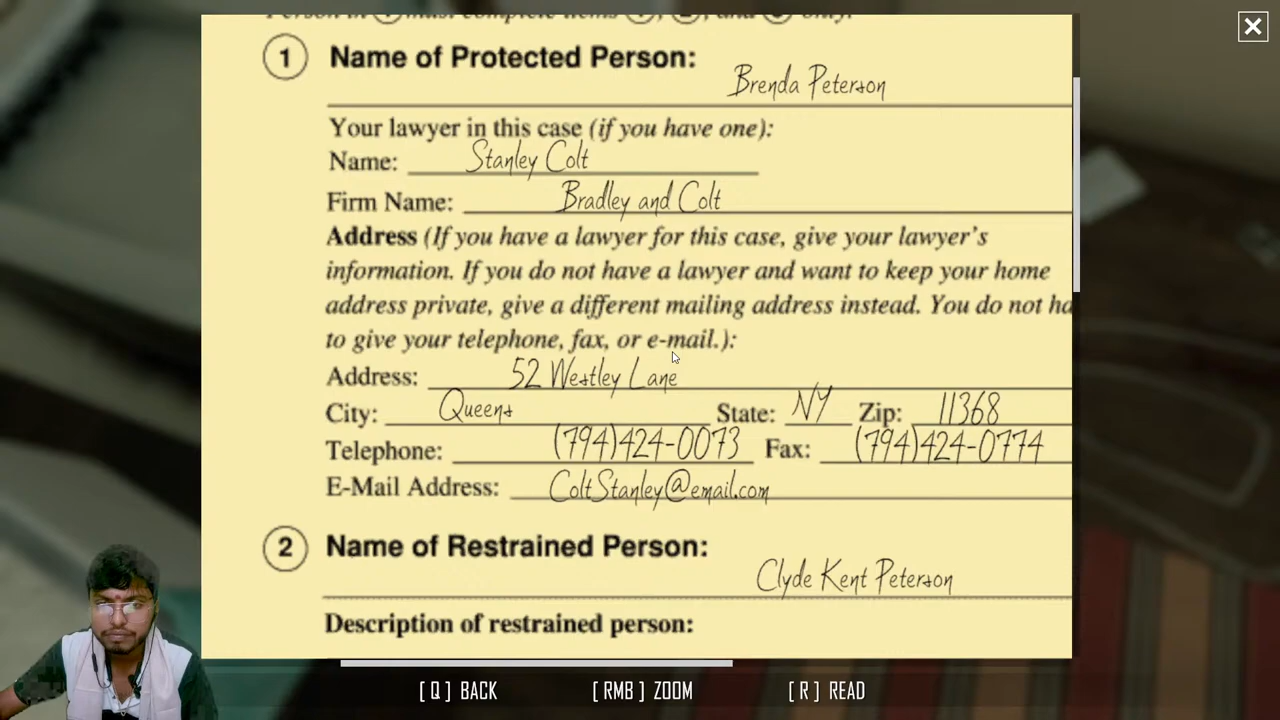 1 Name of Protected Person:
Brenda Peterson
Your lawyer in this case (if you have one):
Name: Stanley Colt
Firm Name: Bradley and Colt
Address (If you have a lawyer for this case, give your lawyer's
information. If you do not have a lawyer and want to keep your home
address private, give a different mailing address instead. You do not ha
to give your telephone, fax, or e-mail.):
Address: 52 Westley Lane
City: Queens State: NY Zip: 11368
Telephone: (794)424-0073 Fax: (794)424-0774
E-Mail Address: ColtStanley@email.com
2 Name of Restrained Person:
Clyde Kent Peterson
Description of restrained person:
[ Q ] BACK [ RMB ] ZOOM [ R ] READ